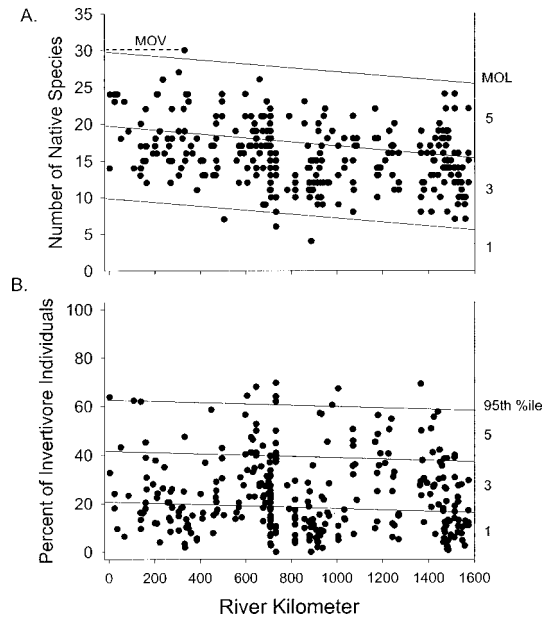 A.
Number of Native Species
35
30
25
20
15
10
5
0
MOV
MOL
5
3
1
B.
Percent of Invertivore Individuals
100
80
60
40
20
0
95th %ile
5
3
1
0 200 400 600 800 1000 1200 1400 1600
River Kilometer